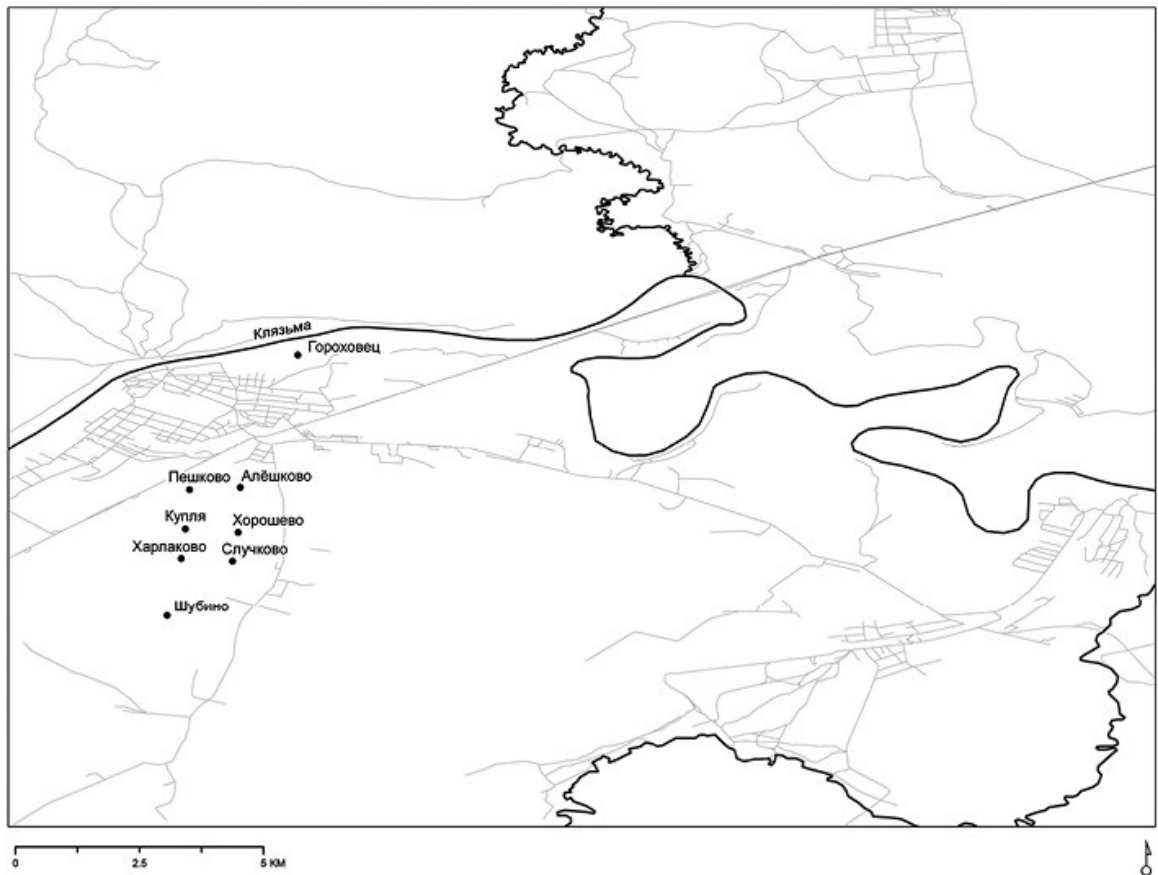 Клязьма
Гороховец
Пешково
Алёшково
Купля
Хорошево
Харлаково
Случково
Шубино
0 2.5 5 КМ